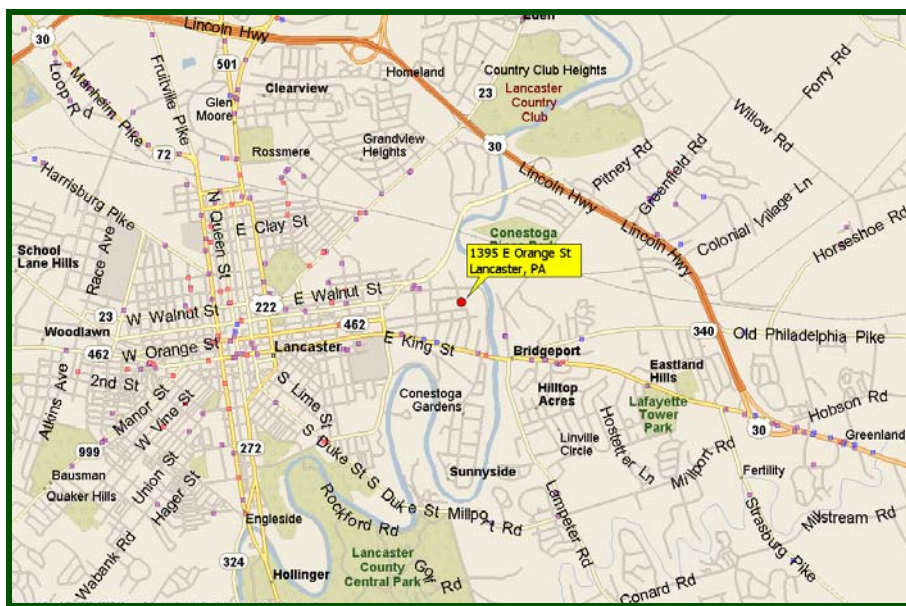 Lincoln Hwy
Eden
30
501
Loop Rd
Manheim Pike
Fruitville Pike
Glen
Moore
Clearview
Homeland
Country Club Heights
23
Lancaster
Country
Club
Forry Rd
Willow Rd
72
Rossmere
Grandview
Heights
30
Pitney Rd
Greenfield Rd
Lincoln Hwy
Colonial Village Ln
Harrisburg Pike
N Queen St
E Clay St
Conestoga
School
Lane Hills
Race Ave
Lincoln Hwy
Horseshoe Rd
1395 E Orange St
Lancaster, PA
23
W Walnut St
222
E Walnut St
Woodlawn
462
W Orange St
Lancaster
462
E King St
Bridgeport
340
Old Philadelphia Pike
2nd St
Atkins Ave
Manor St
W Vine St
S Lime St
Conestoga
Gardens
Hilltop
Acres
Eastland
Hills
Lafayette
Tower
Park
Hobson Rd
30
Greenland
999
Bausman
Quaker Hills
Union St
Hager St
272
S Duke St
S Duke St
Sunnyside
Linville
Circle
Hostetter Ln
Millport Rd
Fertility
Engleside
Rockford Rd
Millport Rd
Lampeter Rd
Strasburg Pike
Millstream Rd
Wabank Rd
324
Hollinger
Lancaster
County
Central Park
Golf Rd
Conard Rd